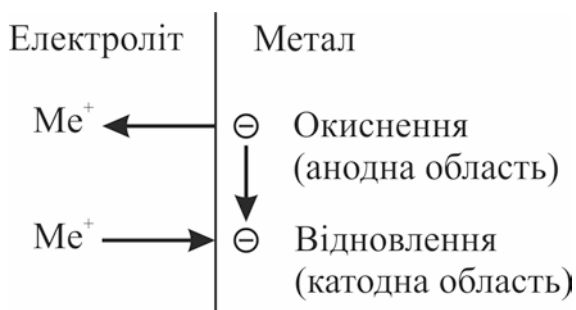 Електроліт Метал
Me⁺ ⊖ Окиснення
(анодна область)
Me⁺ ⊖ Відновлення
(катодна область)